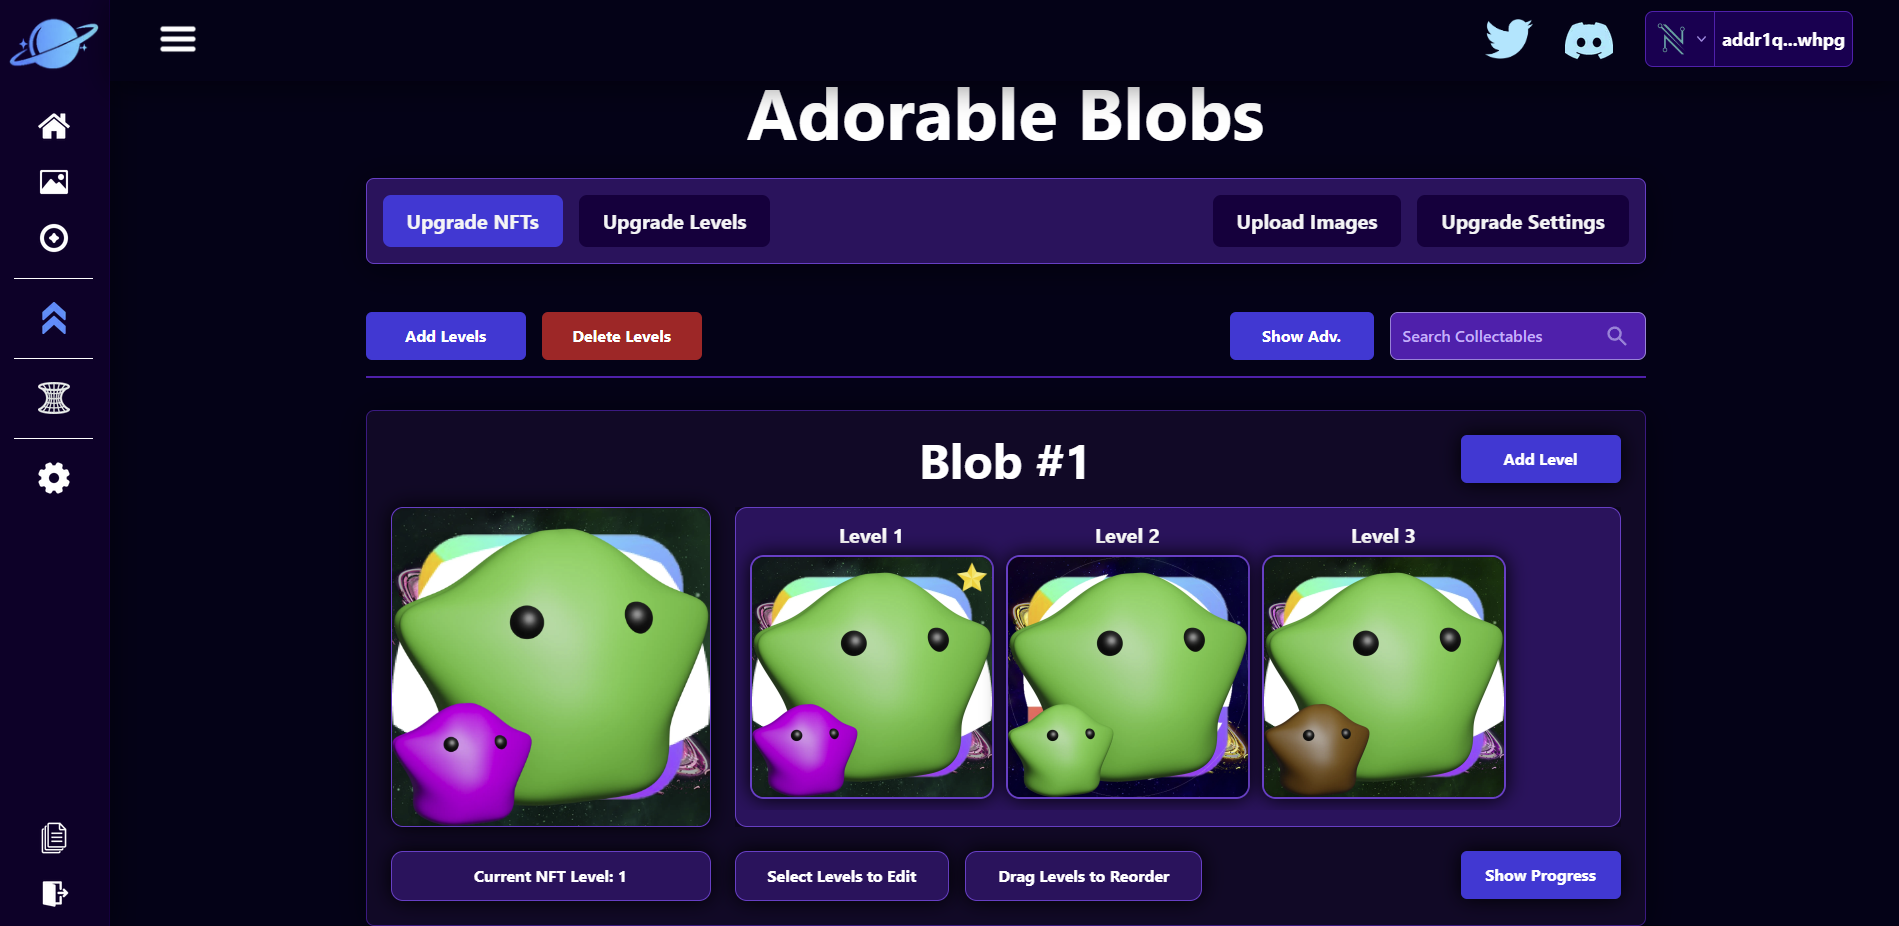 addr1q...whpg
Adorable Blobs
Upgrade NFTs
Upgrade Levels
Upload Images
Upgrade Settings
Add Levels
Delete Levels
Show Adv.
Search Collectables
Blob #1
Add Level
Level 1
Level 2
Level 3
Current NFT Level: 1
Select Levels to Edit
Drag Levels to Reorder
Show Progress